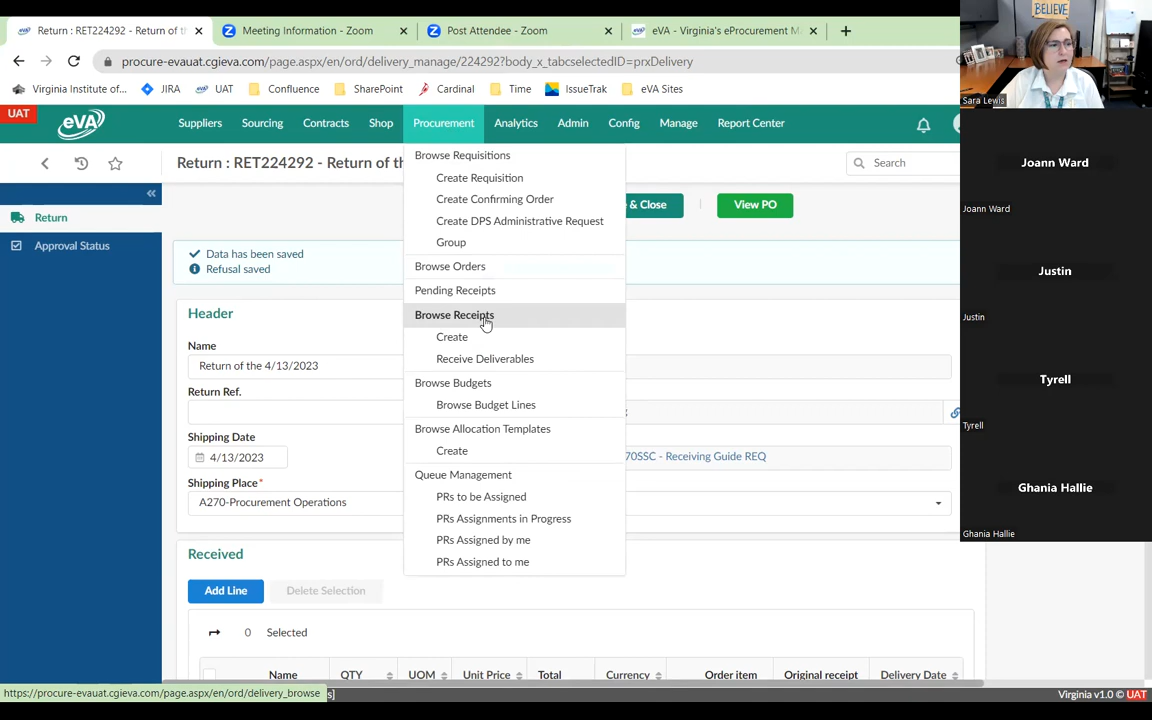 Return : RET224292 - Return of th
Meeting Information - Zoom
Post Attendee - Zoom
eVA - Virginia's eProcurement M
BELIEVE
procure-evauat.cgieva.com/page.aspx/en/ord/delivery_manage/224292?body_x_tabcselectedID=prxDelivery
Virginia Institute of...
JIRA
UAT
Confluence
SharePoint
Cardinal
Time
IssueTrak
eVA Sites
Sara Lewis
UAT
eVA
Suppliers
Sourcing
Contracts
Shop
Procurement
Analytics
Admin
Config
Manage
Report Center
Return : RET224292 - Return of th
Search
Return
Approval Status
& Close
View PO
Data has been saved
Refusal saved
Browse Requisitions
Create Requisition
Create Confirming Order
Create DPS Administrative Request
Group
Browse Orders
Pending Receipts
Browse Receipts
Create
Receive Deliverables
Browse Budgets
Browse Budget Lines
Browse Allocation Templates
Create
Queue Management
PRs to be Assigned
PRs Assignments in Progress
PRs Assigned by me
PRs Assigned to me
Header
Name
Return of the 4/13/2023
Return Ref.
Shipping Date
4/13/2023
70SSC - Receiving Guide REQ
Shipping Place*
A270-Procurement Operations
Received
Add Line
Delete Selection
0 Selected
Name
QTY
UOM
Unit Price
Total
Currency
Order item
Original receipt
Delivery Date
Joann Ward
Joann Ward
Justin
Justin
Tyrell
Tyrell
Ghania Hallie
Ghania Hallie
https://procure-evauat.cgieva.com/page.aspx/en/ord/delivery_browse
s]
Virginia v1.0 © UAT